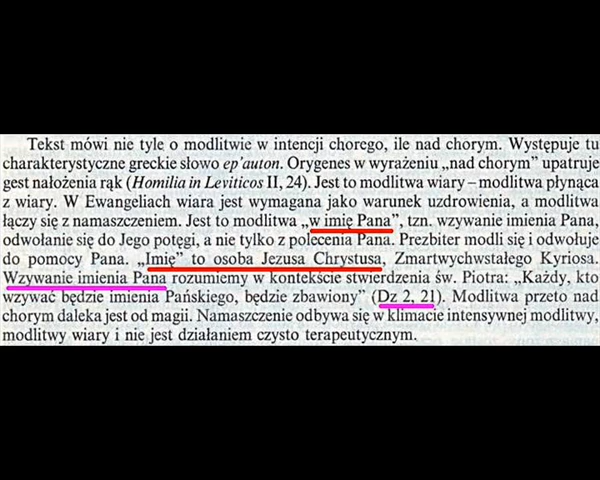 Tekst mówi nie tyle o modlitwie w intencji chorego, ile nad chorym. Występuje tu
charakterystyczne greckie słowo ep'auton. Orygenes w wyrażeniu „nad chorym” upatruje
gest nałożenia rąk (Homilia in Leviticos II, 24). Jest to modlitwa wiary – modlitwa płynąca
z wiary. W Ewangeliach wiara jest wymagana jako warunek uzdrowienia, a modlitwa
łączy się z namaszczeniem. Jest to modlitwa „w imię Pana”, tzn. wzywanie imienia Pana,
odwołanie się do Jego potęgi, a nie tylko z polecenia Pana. Prezbiter modli się i odwołuje
do pomocy Pana. „Imię” to osoba Jezusa Chrystusa, Zmartwychwstałego Kyriosa.
Wzywanie imienia Pana rozumiemy w kontekście stwierdzenia św. Piotra: „Każdy, kto
wzywać będzie imienia Pańskiego, będzie zbawiony” (Dz 2, 21). Modlitwa przeto nad
chorym daleka jest od magii. Namaszczenie odbywa się w klimacie intensywnej modlitwy,
modlitwy wiary i nie jest działaniem czysto terapeutycznym.